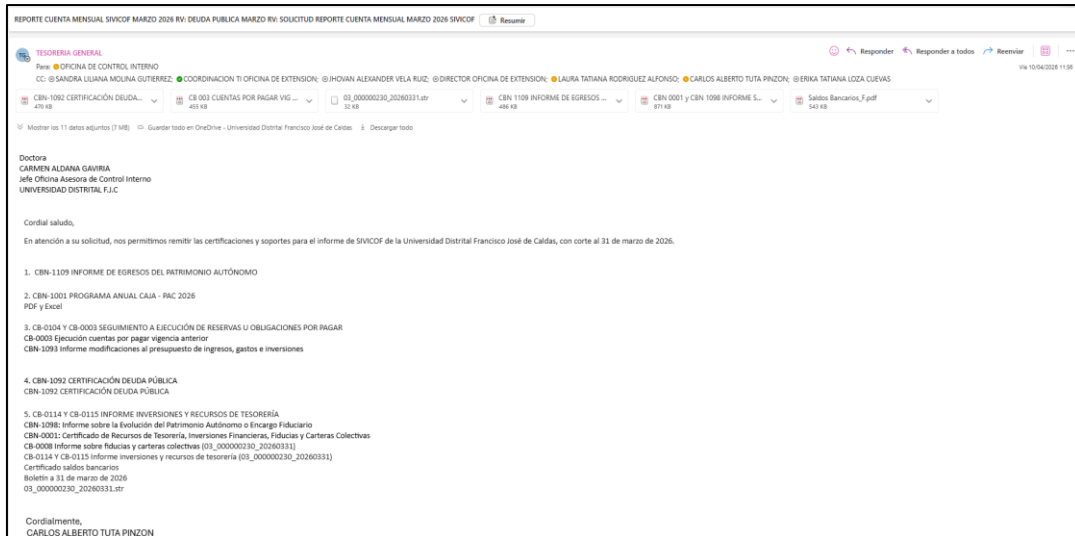 REPORTE CUENTA MENSUAL SIVICOF MARZO 2026 RV: DEUDA PUBLICA MARZO RV: SOLICITUD REPORTE CUENTA MENSUAL MARZO 2026 SIVICOF Resumir
TESORERIA GENERAL
Responder Responder a todos Reenviar
Para: OFICINA DE CONTROL INTERNO
Vie 10/04/2026 11:58
CC: SANDRA LILIANA MOLINA GUTIERREZ; COORDINACION TI OFICINA DE EXTENSION; JHOVAN ALEXANDER VELA RUIZ; DIRECTOR OFICINA DE EXTENSION; LAURA TATIANA RODRIGUEZ ALFONSO; CARLOS ALBERTO TUTA PINZON; ERIKA TATIANA LOZA CUEVAS
CBN-1092 CERTIFICACIÓN DEUDA...
470 KB
CB 003 CUENTAS POR PAGAR VIG ...
455 KB
03_000000230_20260331.str
32 KB
CBN 1109 INFORME DE EGRESOS ...
486 KB
CBN 0001 y CBN 1098 INFORME S...
871 KB
Saldos Bancarios_F.pdf
543 KB
Mostrar los 11 datos adjuntos (7 MB) Guardar todo en OneDrive - Universidad Distrital Francisco José de Caldas Descargar todo
Doctora
CARMEN ALDANA GAVIRIA
Jefe Oficina Asesora de Control Interno
UNIVERSIDAD DISTRITAL F.J.C
Cordial saludo,
En atención a su solicitud, nos permitimos remitir las certificaciones y soportes para el informe de SIVICOF de la Universidad Distrital Francisco José de Caldas, con corte al 31 de marzo de 2026.
1. CBN-1109 INFORME DE EGRESOS DEL PATRIMONIO AUTÓNOMO
2. CBN-1001 PROGRAMA ANUAL CAJA - PAC 2026
PDF y Excel
3. CB-0104 Y CB-0003 SEGUIMIENTO A EJECUCIÓN DE RESERVAS U OBLIGACIONES POR PAGAR
CB-0003 Ejecución cuentas por pagar vigencia anterior
CBN-1093 Informe modificaciones al presupuesto de ingresos, gastos e inversiones
4. CBN-1092 CERTIFICACIÓN DEUDA PÚBLICA
CBN-1092 CERTIFICACIÓN DEUDA PÚBLICA
5. CB-0114 Y CB-0115 INFORME INVERSIONES Y RECURSOS DE TESORERÍA
CBN-1098: Informe sobre la Evolución del Patrimonio Autónomo o Encargo Fiduciario
CBN-0001: Certificado de Recursos de Tesorería, Inversiones Financieras, Fiducias y Carteras Colectivas
CB-0008 Informe sobre fiducias y carteras colectivas (03_000000230_20260331)
CB-0114 Y CB-0115 Informe inversiones y recursos de tesorería (03_000000230_20260331)
Certificado saldos bancarios
Boletín a 31 de marzo de 2026
03_000000230_20260331.str
Cordialmente,
CARLOS ALBERTO TUTA PINZON